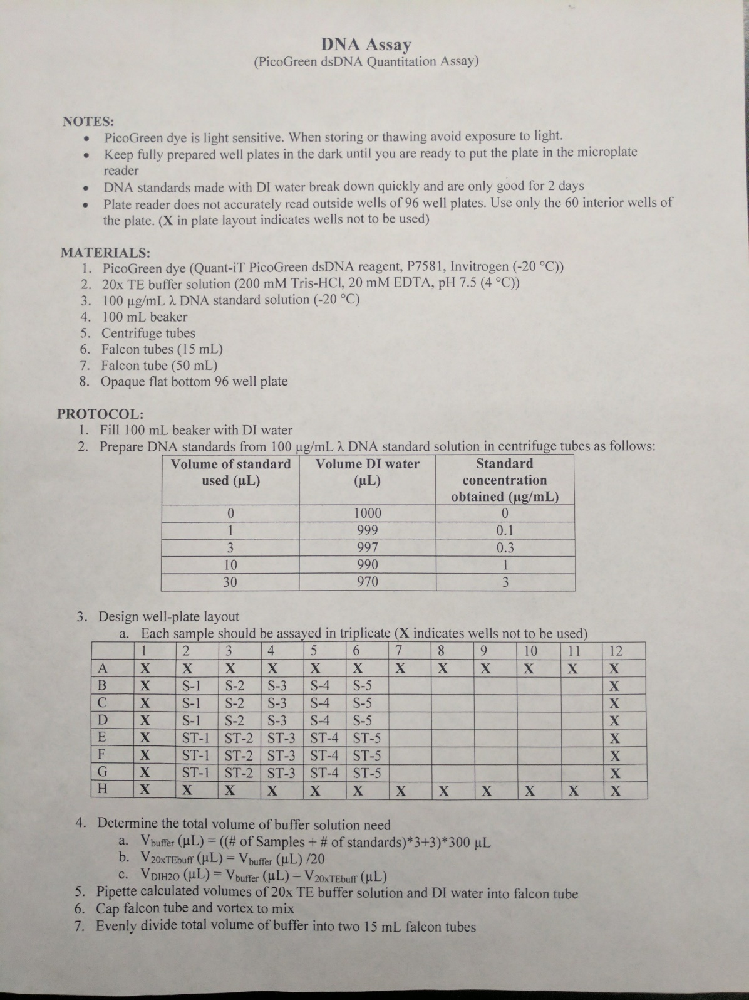 DNA Assay
(PicoGreen dsDNA Quantitation Assay)
NOTES:
• PicoGreen dye is light sensitive. When storing or thawing avoid exposure to light.
• Keep fully prepared well plates in the dark until you are ready to put the plate in the microplate
reader
• DNA standards made with DI water break down quickly and are only good for 2 days
• Plate reader does not accurately read outside wells of 96 well plates. Use only the 60 interior wells of
the plate. (X in plate layout indicates wells not to be used)
MATERIALS:
1. PicoGreen dye (Quant-iT PicoGreen dsDNA reagent, P7581, Invitrogen (-20 °C))
2. 20x TE buffer solution (200 mM Tris-HCl, 20 mM EDTA, pH 7.5 (4 °C))
3. 100 µg/mL λ DNA standard solution (-20 °C)
4. 100 mL beaker
5. Centrifuge tubes
6. Falcon tubes (15 mL)
7. Falcon tube (50 mL)
8. Opaque flat bottom 96 well plate
PROTOCOL:
1. Fill 100 mL beaker with DI water
2. Prepare DNA standards from 100 µg/mL λ DNA standard solution in centrifuge tubes as follows:
Volume of standard Volume DI water Standard
used (µL) (µL) concentration
obtained (µg/mL)
0 1000 0
1 999 0.1
3 997 0.3
10 990 1
30 970 3
3. Design well-plate layout
a. Each sample should be assayed in triplicate (X indicates wells not to be used)
1 2 3 4 5 6 7 8 9 10 11 12
A X X X X X X X X X X X X
B X S-1 S-2 S-3 S-4 S-5 X
C X S-1 S-2 S-3 S-4 S-5 X
D X S-1 S-2 S-3 S-4 S-5 X
E X ST-1 ST-2 ST-3 ST-4 ST-5 X
F X ST-1 ST-2 ST-3 ST-4 ST-5 X
G X ST-1 ST-2 ST-3 ST-4 ST-5 X
H X X X X X X X X X X X X
4. Determine the total volume of buffer solution need
a. Vbuffer (µL) = ((# of Samples + # of standards)*3+3)*300 µL
b. V20xTEbuff (µL) = Vbuffer (µL) /20
c. VDIH2O (µL) = Vbuffer (µL) – V20xTEbuff (µL)
5. Pipette calculated volumes of 20x TE buffer solution and DI water into falcon tube
6. Cap falcon tube and vortex to mix
7. Evenly divide total volume of buffer into two 15 mL falcon tubes